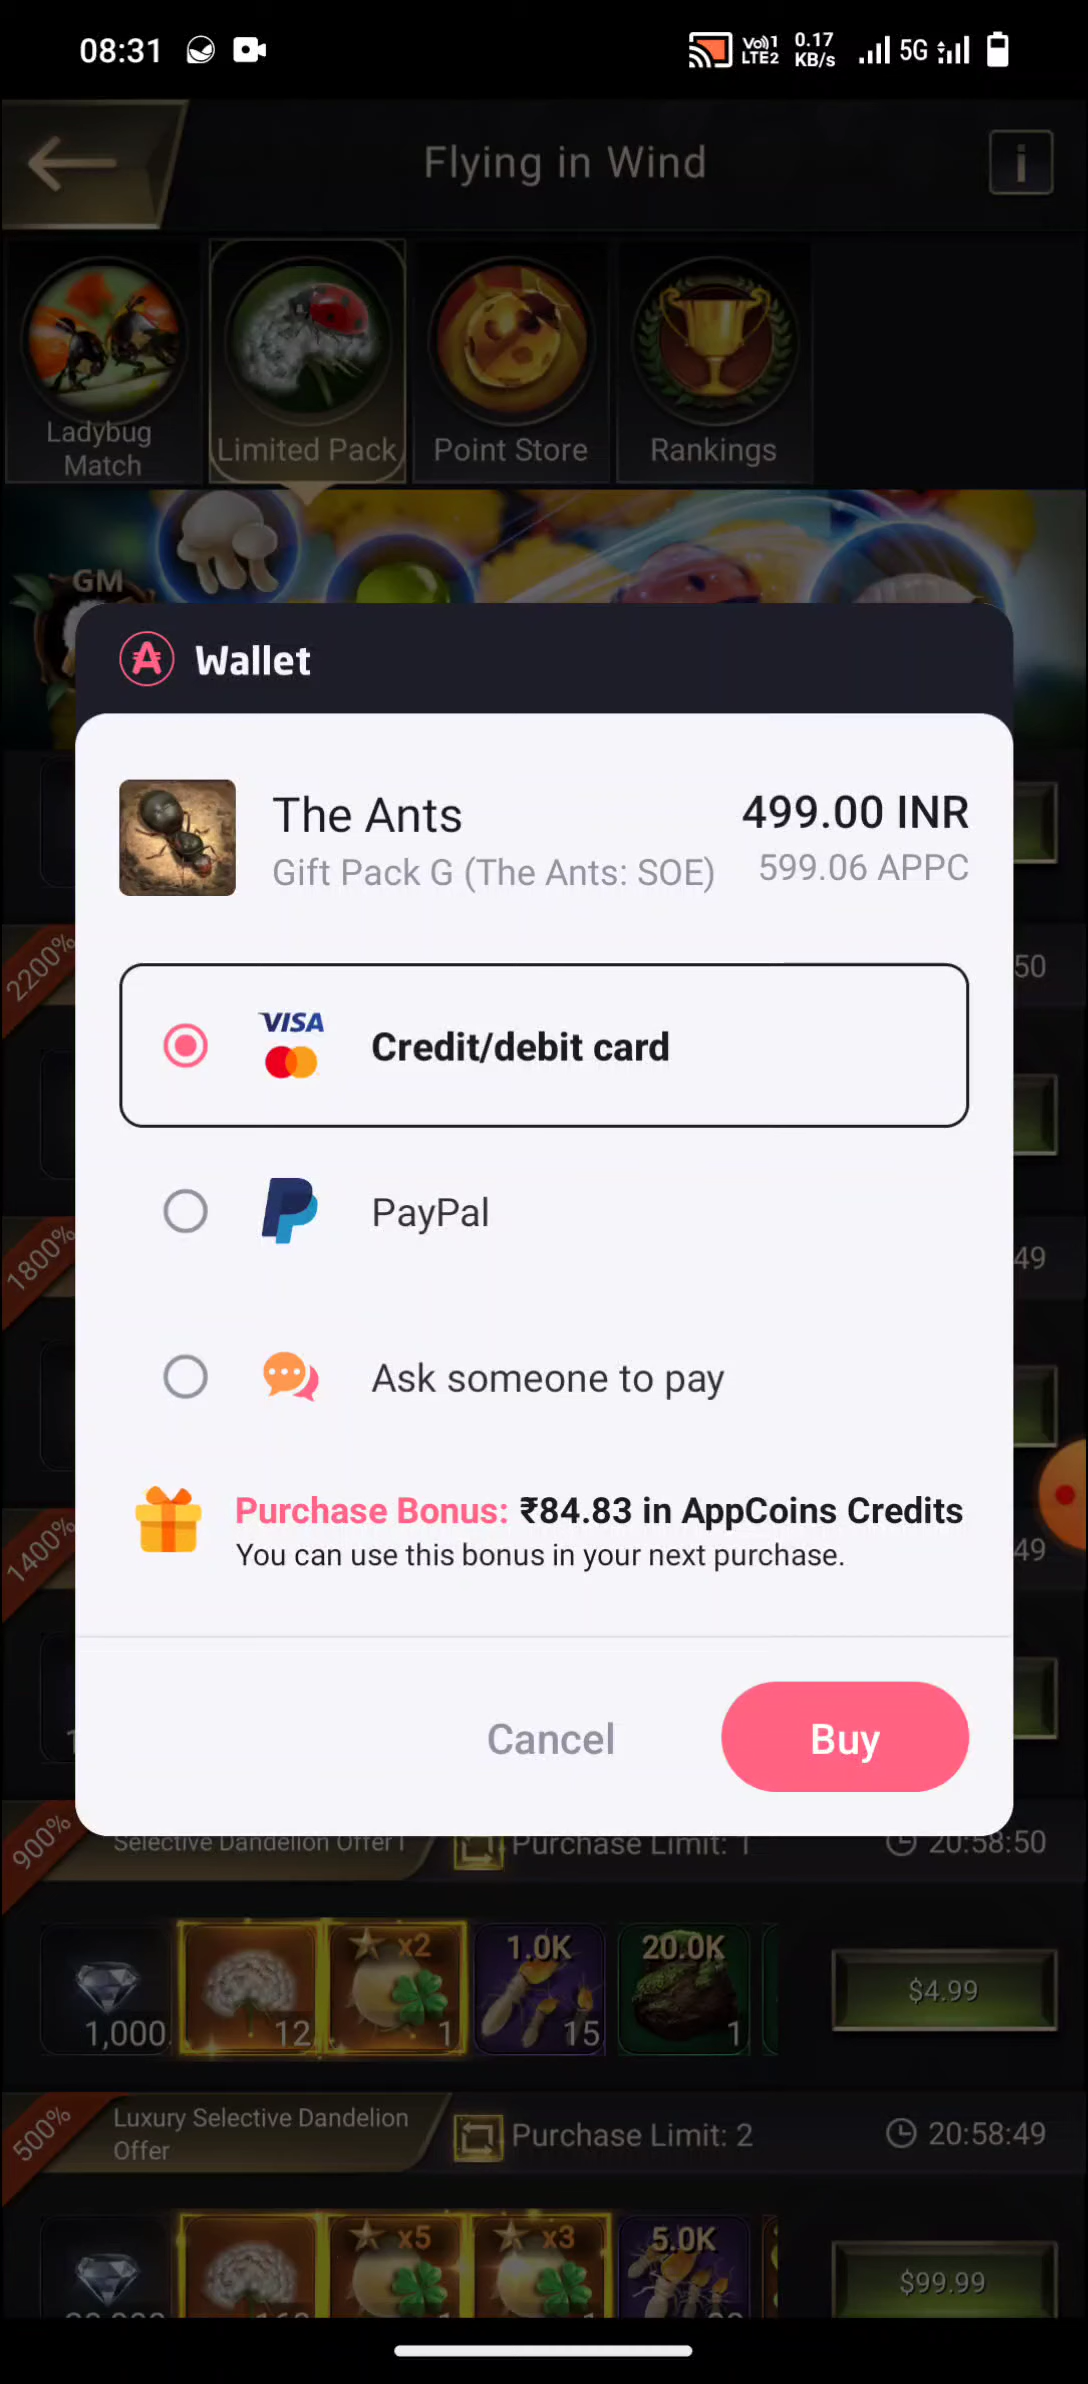 08:31
Vo)) 1
LTE2
0.17
KB/s
5G
Flying in Wind
i
Ladybug
Match
Limited Pack
Point Store
Rankings
GM
Wallet
The Ants
499.00 INR
Gift Pack G (The Ants: SOE)
599.06 APPC
2200%
50
VISA
Credit/debit card
PayPal
1800%
49
Ask someone to pay
1400%
49
Purchase Bonus: ₹84.83 in AppCoins Credits
You can use this bonus in your next purchase.
Cancel
Buy
900%
Selective Dandelion Offer I
Purchase Limit: 1
20:58:50
1,000
12
x2
1
1.0K
15
20.0K
1
$4.99
500%
Luxury Selective Dandelion
Offer
Purchase Limit: 2
20:58:49
x5
x3
5.0K
$99.99